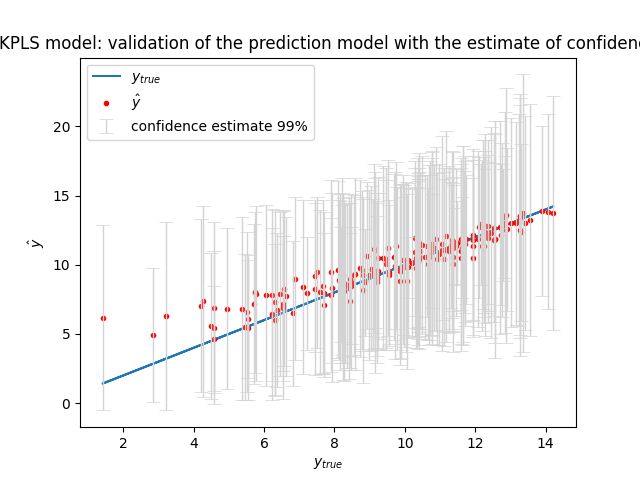 KPLS model: validation of the prediction model with the estimate of
y_true
ŷ
confidence estimate 99%
20
15
10
5
0
ŷ
2
4
6
8
10
12
14
y_true